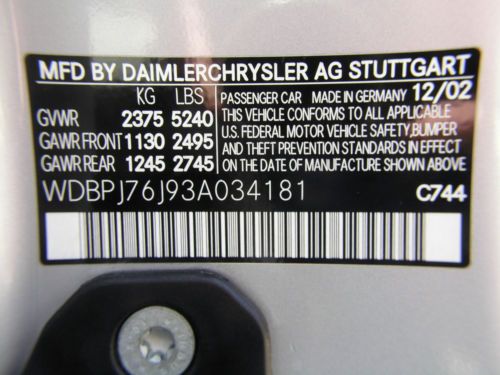 MFD BY DAIMLERCHRYSLER AG STUTTGART
KG LBS
GVWR 2375 5240
GAWR FRONT 1130 2495
GAWR REAR 1245 2745
PASSENGER CAR MADE IN GERMANY 12/02
THIS VEHICLE CONFORMS TO ALL APPLICABLE
U.S. FEDERAL MOTOR VEHICLE SAFETY,BUMPER
AND THEFT PREVENTION STANDARDS IN EFFECT
ON THE DATE OF MANUFACTURE SHOWN ABOVE
WDBPJ76J93A034181 C744